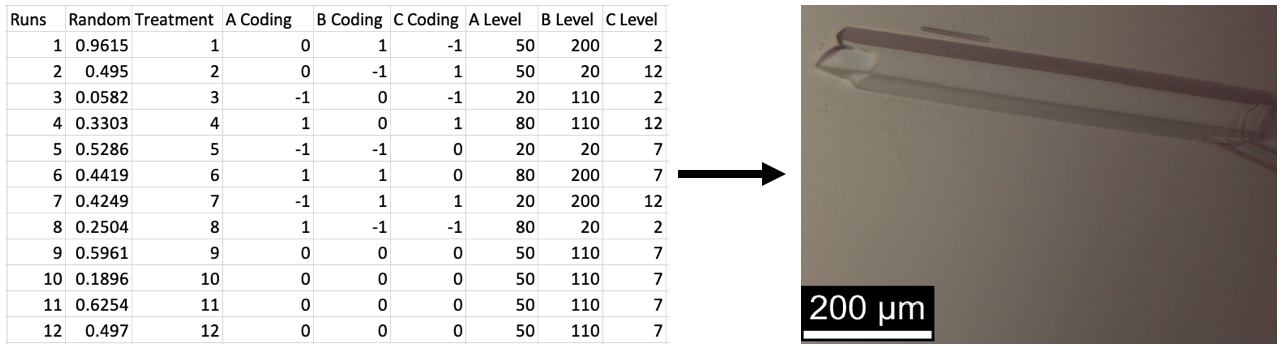 Runs Random Treatment A Coding B Coding C Coding A Level B Level C Level
1 0.9615 1 0 1 -1 50 200 2
2 0.495 2 0 -1 1 50 20 12
3 0.0582 3 -1 0 -1 20 110 2
4 0.3303 4 1 0 1 80 110 12
5 0.5286 5 -1 -1 0 20 20 7
6 0.4419 6 1 1 0 80 200 7
7 0.4249 7 -1 1 1 20 200 12
8 0.2504 8 1 -1 -1 80 20 2
9 0.5961 9 0 0 0 50 110 7
10 0.1896 10 0 0 0 50 110 7
11 0.6254 11 0 0 0 50 110 7
12 0.497 12 0 0 0 50 110 7
200 µm